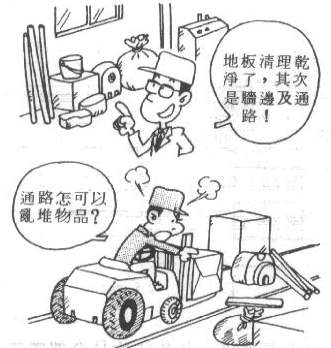 地板清理乾
淨了，其次
是牆邊及通
路！
通路怎可以
亂堆物品？